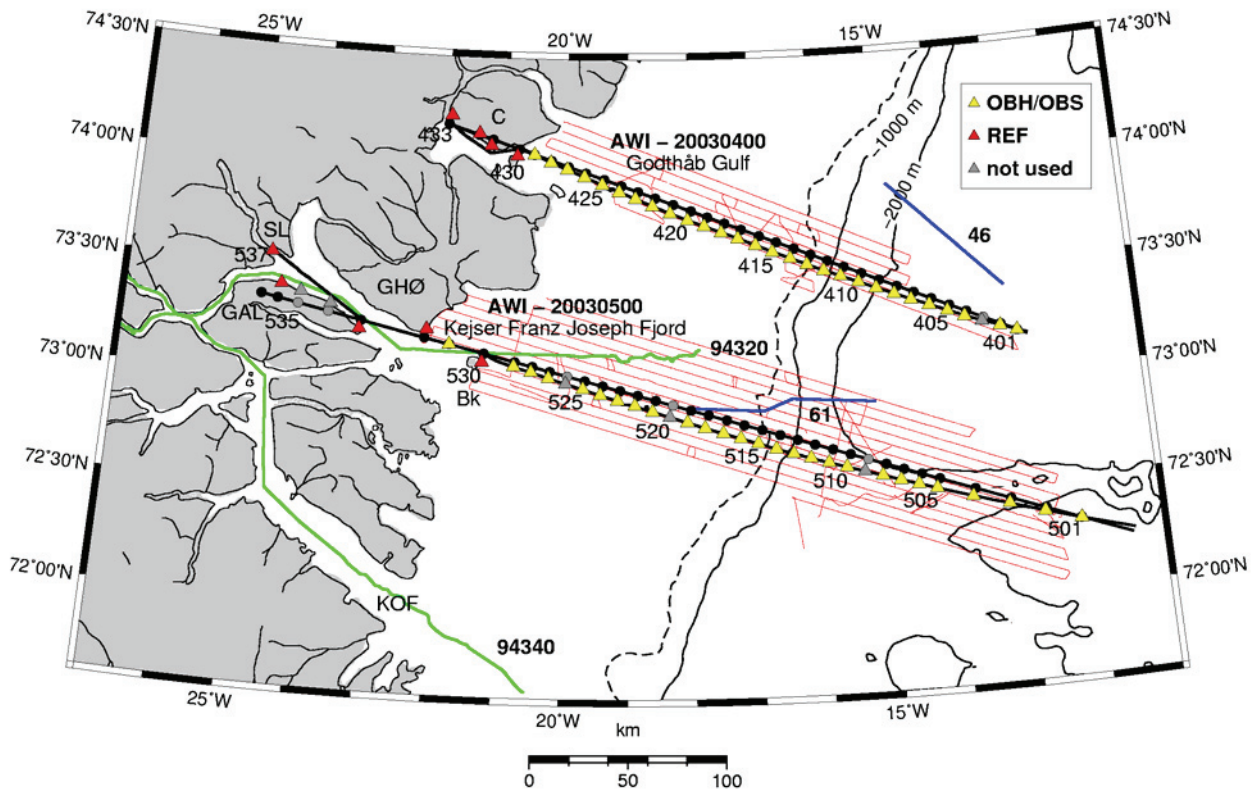 25˚W
20˚W
15˚W
74˚30'N
74˚30'N
74˚00'N
74˚00'N
73˚30'N
73˚30'N
73˚00'N
73˚00'N
72˚30'N
72˚30'N
72˚00'N
72˚00'N
OBH/OBS
REF
not used
1000 m
2000 m
C
433
430
AWI – 20030400
Godthåb Gulf
425
420
415
410
405
401
46
SL
537
GHØ
GAL
535
AWI – 20030500
Kejser Franz Joseph Fjord
94320
530
Bk
525
520
515
510
505
501
61
KOF
94340
25˚W
20˚W
15˚W
km
0
50
100